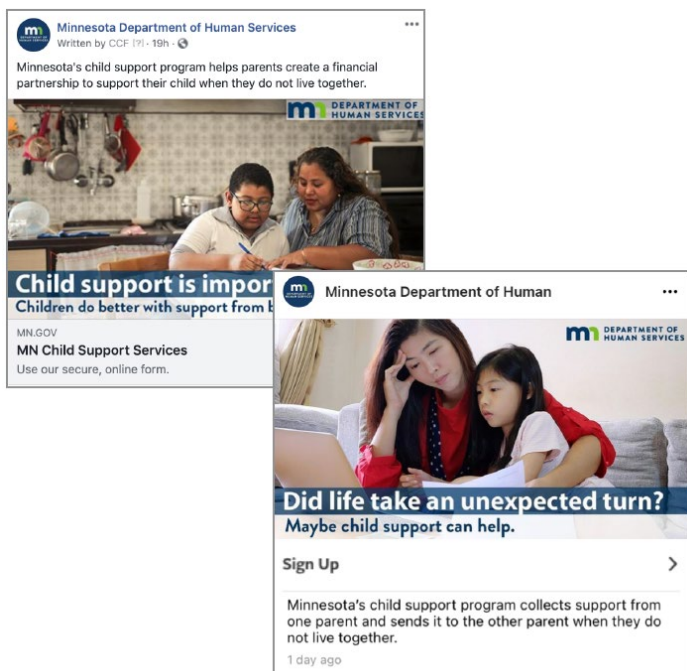 Minnesota Department of Human Services
Written by CCF [?] · 19h ·
Minnesota's child support program helps parents create a financial
partnership to support their child when they do not live together.
DEPARTMENT OF
HUMAN SERVICES
Child support is impor
Children do better with support from b
MN.GOV
MN Child Support Services
Use our secure, online form.
Minnesota Department of Human
DEPARTMENT OF
HUMAN SERVICES
Did life take an unexpected turn?
Maybe child support can help.
Sign Up
Minnesota's child support program collects support from
one parent and sends it to the other parent when they do
not live together.
1 day ago